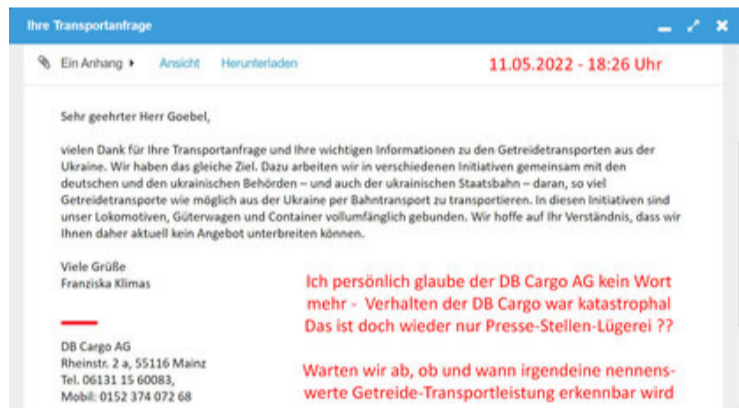 Ihre Transportanfrage
Ein Anhang Ansicht Herunterladen
11.05.2022 - 18:26 Uhr
Sehr geehrter Herr Goebel,
vielen Dank für Ihre Transportanfrage und Ihre wichtigen Informationen zu den Getreidetransporten aus der
Ukraine. Wir haben das gleiche Ziel. Dazu arbeiten wir in verschiedenen Initiativen gemeinsam mit den
deutschen und den ukrainischen Behörden – und auch der ukrainischen Staatsbahn – daran, so viel
Getreidetransporte wie möglich aus der Ukraine per Bahntransport zu transportieren. In diesen Initiativen sind
unser Lokomotiven, Güterwagen und Container vollumfänglich gebunden. Wir hoffe auf Ihr Verständnis, dass wir
Ihnen daher aktuell kein Angebot unterbreiten können.
Viele Grüße
Franziska Klimas
Ich persönlich glaube der DB Cargo AG kein Wort
mehr - Verhalten der DB Cargo war katastrophal
Das ist doch wieder nur Presse-Stellen-Lügerei ??
DB Cargo AG
Rheinstr. 2 a, 55116 Mainz
Tel. 06131 15 60083,
Mobil: 0152 374 072 68
Warten wir ab, ob und wann irgendeine nennens-
werte Getreide-Transportleistung erkennbar wird